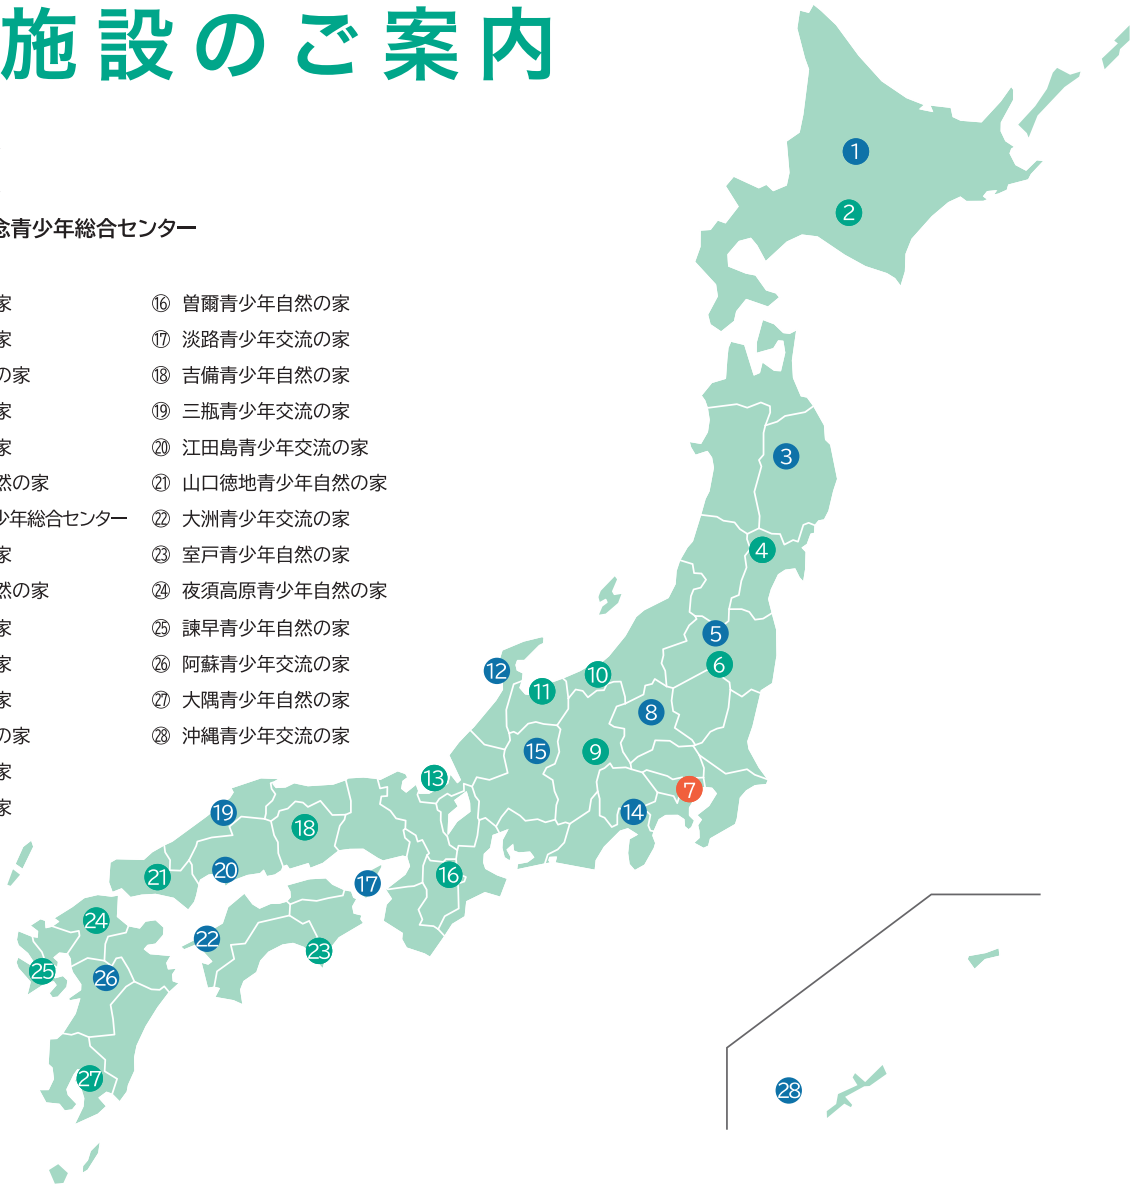 施設のご案内
念青少年総合センター
家
家
の家
家
家
然の家
少年総合センター
家
然の家
家
家
家
の家
家
家
⑯ 曽爾青少年自然の家
⑰ 淡路青少年交流の家
⑱ 吉備青少年自然の家
⑲ 三瓶青少年交流の家
⑳ 江田島青少年交流の家
㉑ 山口徳地青少年自然の家
㉒ 大洲青少年交流の家
㉓ 室戸青少年自然の家
㉔ 夜須高原青少年自然の家
㉕ 諫早青少年自然の家
㉖ 阿蘇青少年交流の家
㉗ 大隅青少年自然の家
㉘ 沖縄青少年交流の家
1
2
3
4
5
6
12
10
11
8
15
9
13
7
14
19
18
20
16
21
17
24
22
23
25
26
27
28